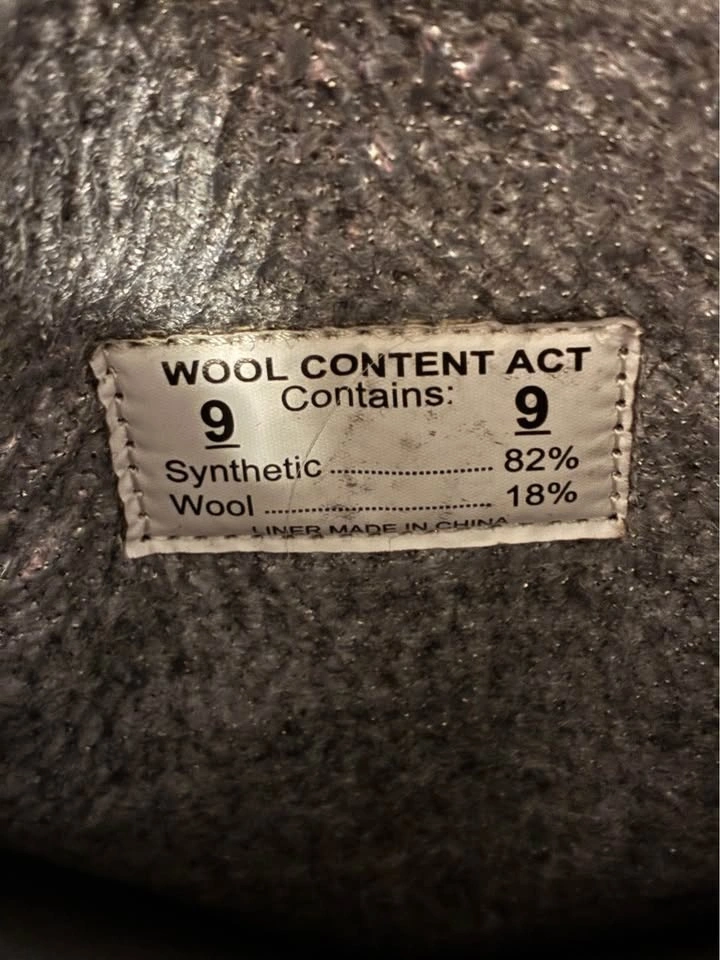 WOOL CONTENT ACT
9 Contains: 9
Synthetic .......................... 82%
Wool ..................................... 18%
LINER MADE IN CHINA